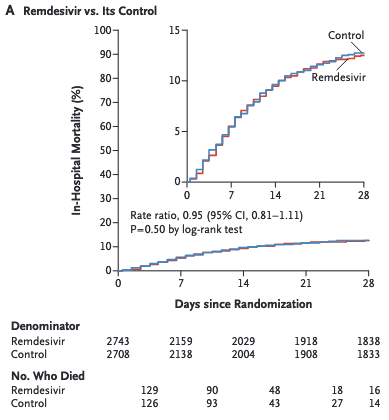 A Remdesivir vs. Its Control
In-Hospital Mortality (%)
100
90
80
70
60
50
40
30
20
10
0
15
10
5
0
0 7 14 21 28
Control
Remdesivir
Rate ratio, 0.95 (95% CI, 0.81–1.11)
P=0.50 by log-rank test
0 7 14 21 28
Days since Randomization
Denominator
Remdesivir 2743 2159 2029 1918 1838
Control 2708 2138 2004 1908 1833
No. Who Died
Remdesivir 129 90 48 18 16
Control 126 93 43 27 14